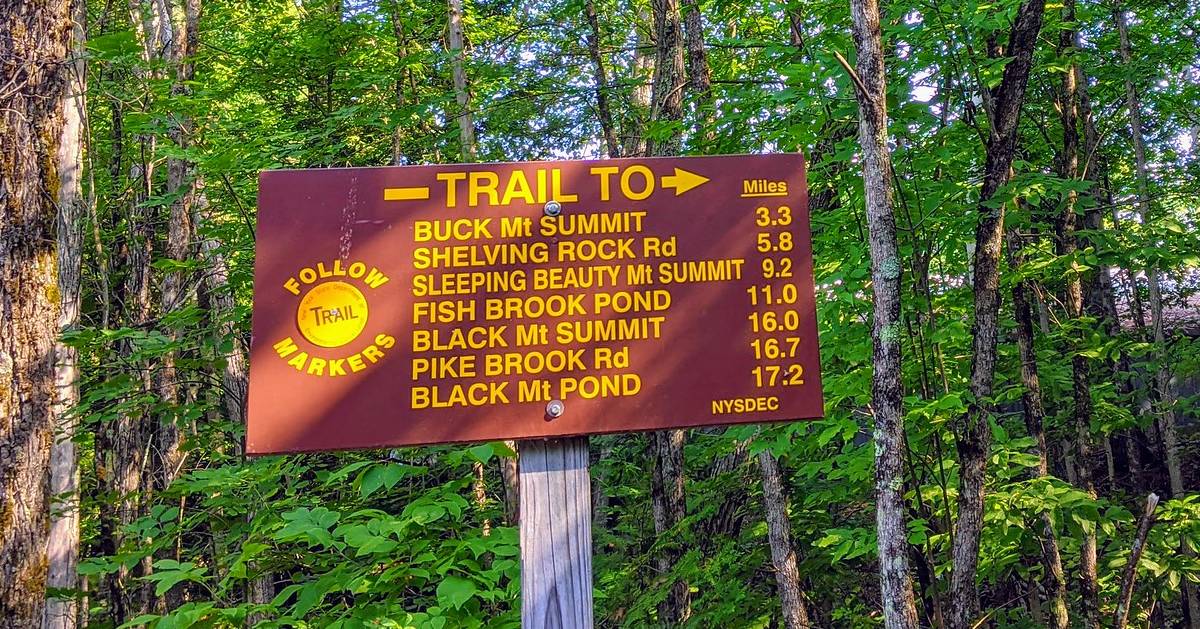 TRAIL TO
Miles
BUCK Mt SUMMIT 3.3
SHELVING ROCK Rd 5.8
SLEEPING BEAUTY Mt SUMMIT 9.2
FISH BROOK POND 11.0
BLACK Mt SUMMIT 16.0
PIKE BROOK Rd 16.7
BLACK Mt POND 17.2
NYSDEC
FOLLOW
TRAIL
MARKERS